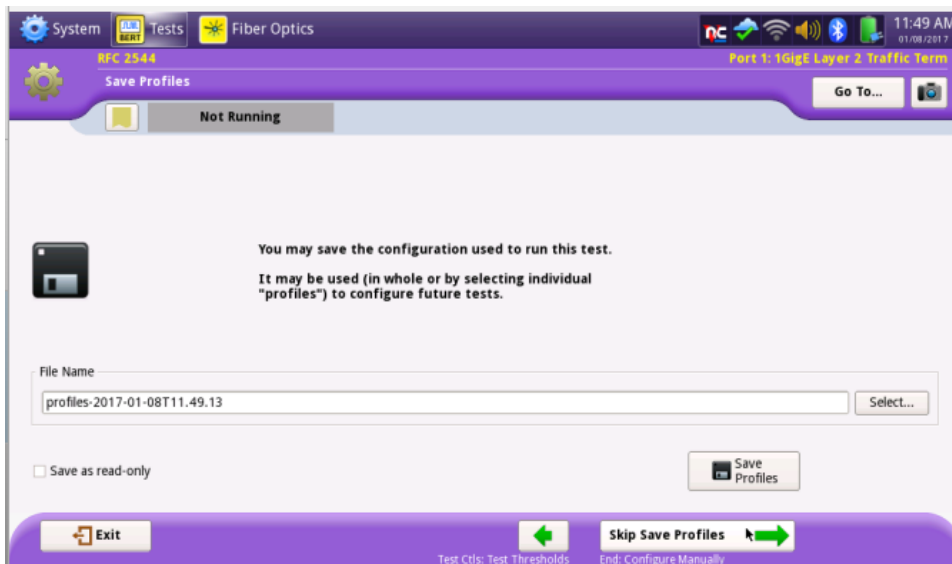 System Tests Fiber Optics
BERT
11:49 AM
01/08/2017
RFC 2544
Port 1: 1GigE Layer 2 Traffic Term
Save Profiles
Go To...
Not Running
You may save the configuration used to run this test.
It may be used (in whole or by selecting individual
"profiles") to configure future tests.
File Name
profiles-2017-01-08T11.49.13
Select...
Save as read-only
Save
Profiles
Exit
Skip Save Profiles
Test Ctls: Test Thresholds
End: Configure Manually